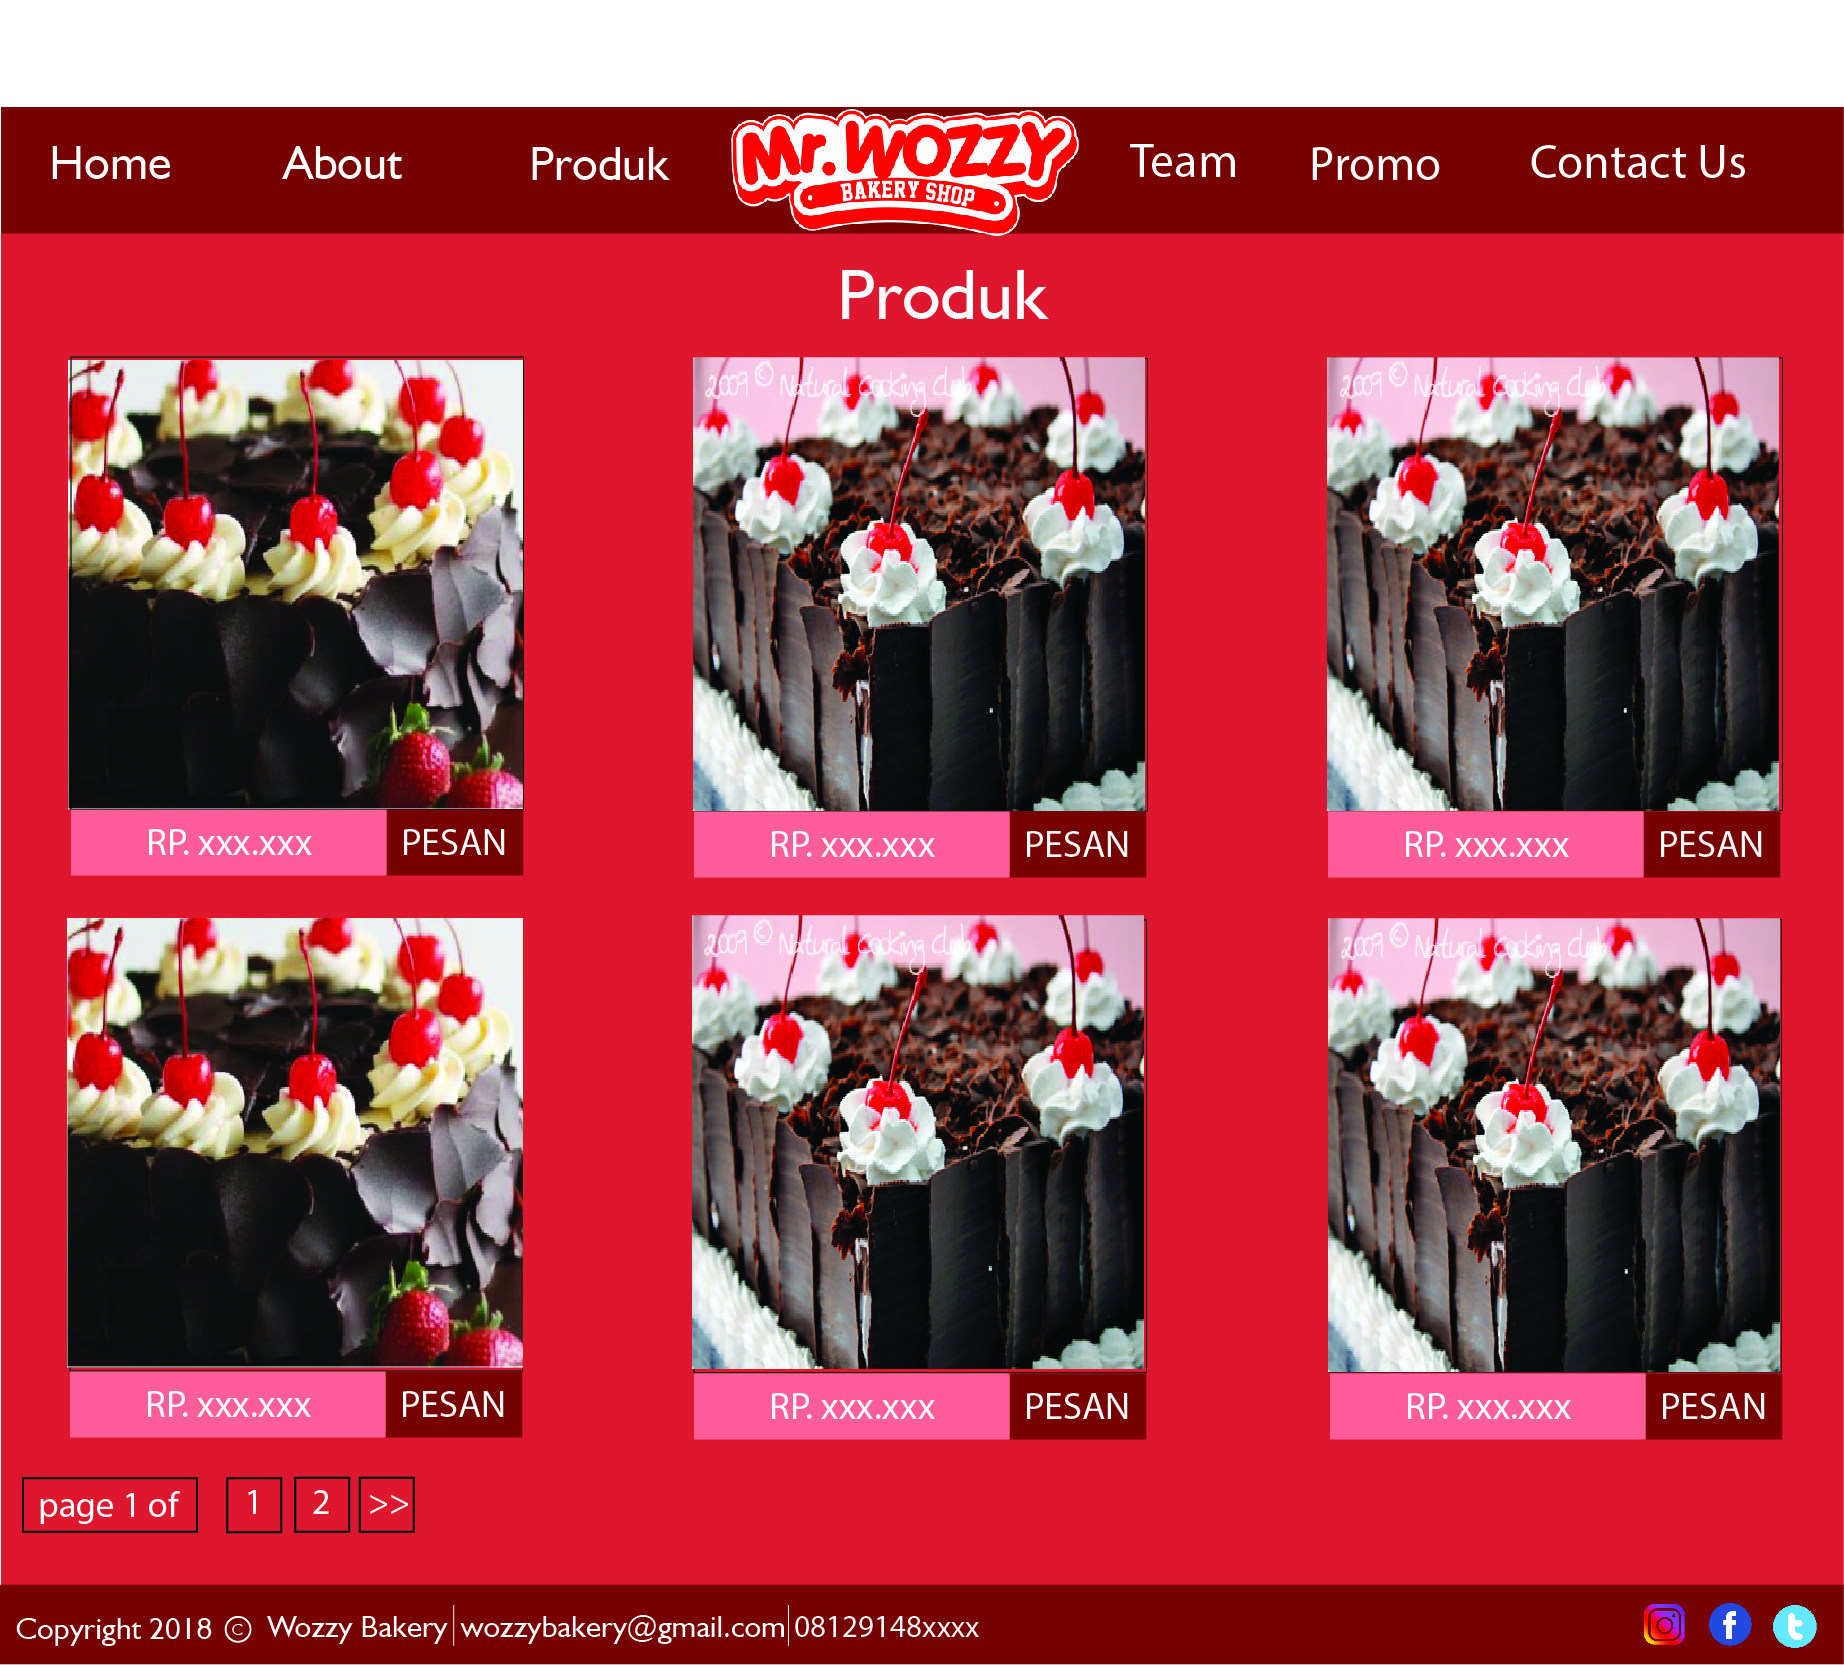 Home About Produk Mr. WOZZY Team Promo Contact Us
BAKERY SHOP
Produk
2009 © Natural Cooking Club
2009 © Natural Cooking Club
RP. xxx.xxx PESAN
RP. xxx.xxx PESAN
RP. xxx.xxx PESAN
2009 © Natural Cooking Club
2009 © Natural Cooking Club
RP. xxx.xxx PESAN
RP. xxx.xxx PESAN
RP. xxx.xxx PESAN
page 1 of 1 2 >>
Copyright 2018 © Wozzy Bakery wozzybakery@gmail.com 08129148xxxx